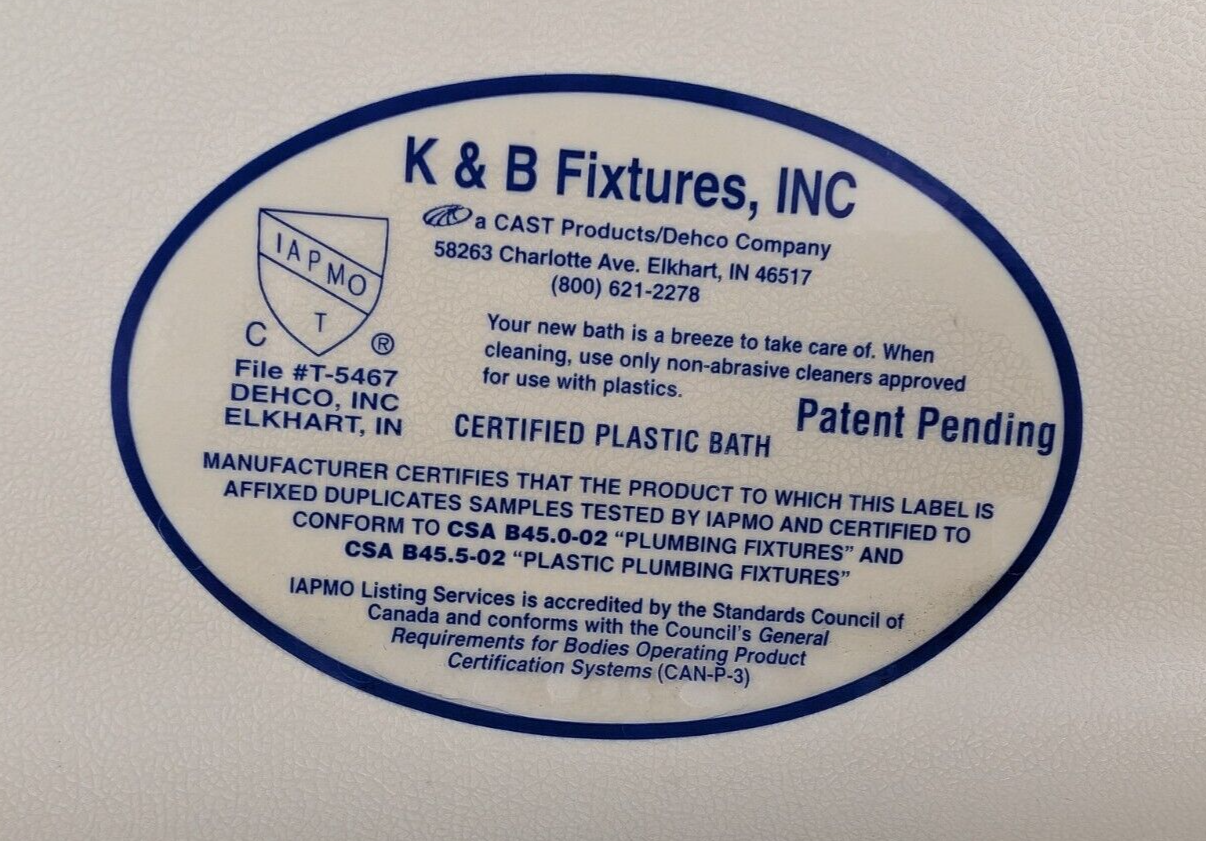 K & B Fixtures, INC
a CAST Products/Dehco Company
58263 Charlotte Ave. Elkhart, IN 46517
(800) 621-2278
IAPMO
T
C ®
File #T-5467
DEHCO, INC
ELKHART, IN
Your new bath is a breeze to take care of. When
cleaning, use only non-abrasive cleaners approved
for use with plastics.
Patent Pending
CERTIFIED PLASTIC BATH
MANUFACTURER CERTIFIES THAT THE PRODUCT TO WHICH THIS LABEL IS
AFFIXED DUPLICATES SAMPLES TESTED BY IAPMO AND CERTIFIED TO
CONFORM TO CSA B45.0-02 “PLUMBING FIXTURES” AND
CSA B45.5-02 “PLASTIC PLUMBING FIXTURES”
IAPMO Listing Services is accredited by the Standards Council of
Canada and conforms with the Council’s General
Requirements for Bodies Operating Product
Certification Systems (CAN-P-3)